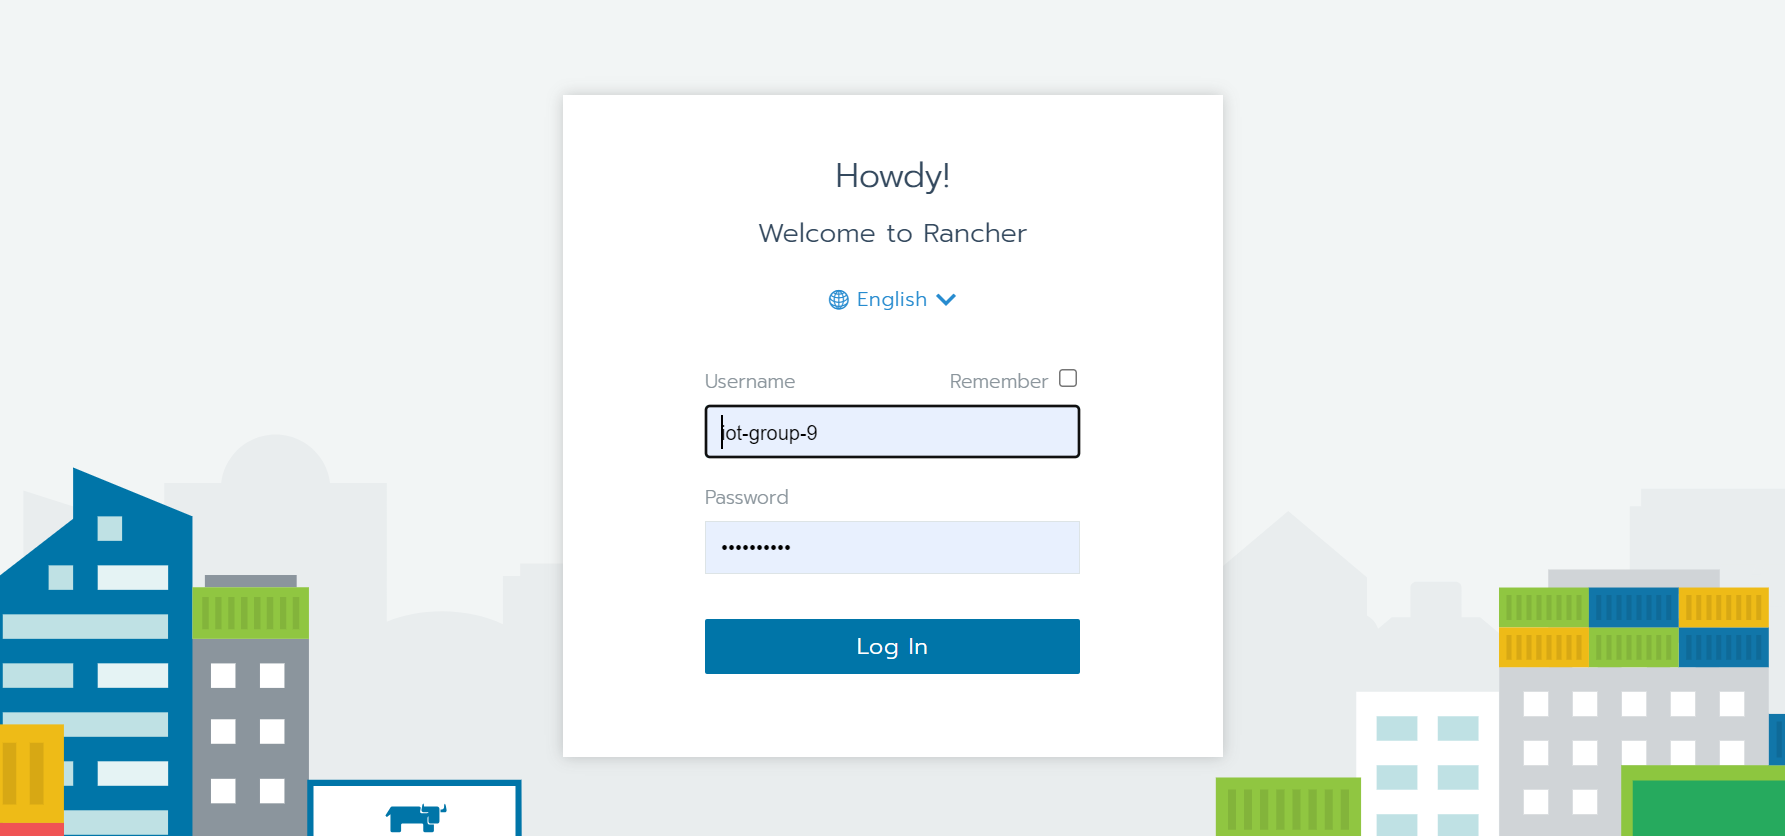 Howdy!
Welcome to Rancher
English
Username Remember
iot-group-9
Password
••••••••••
Log In